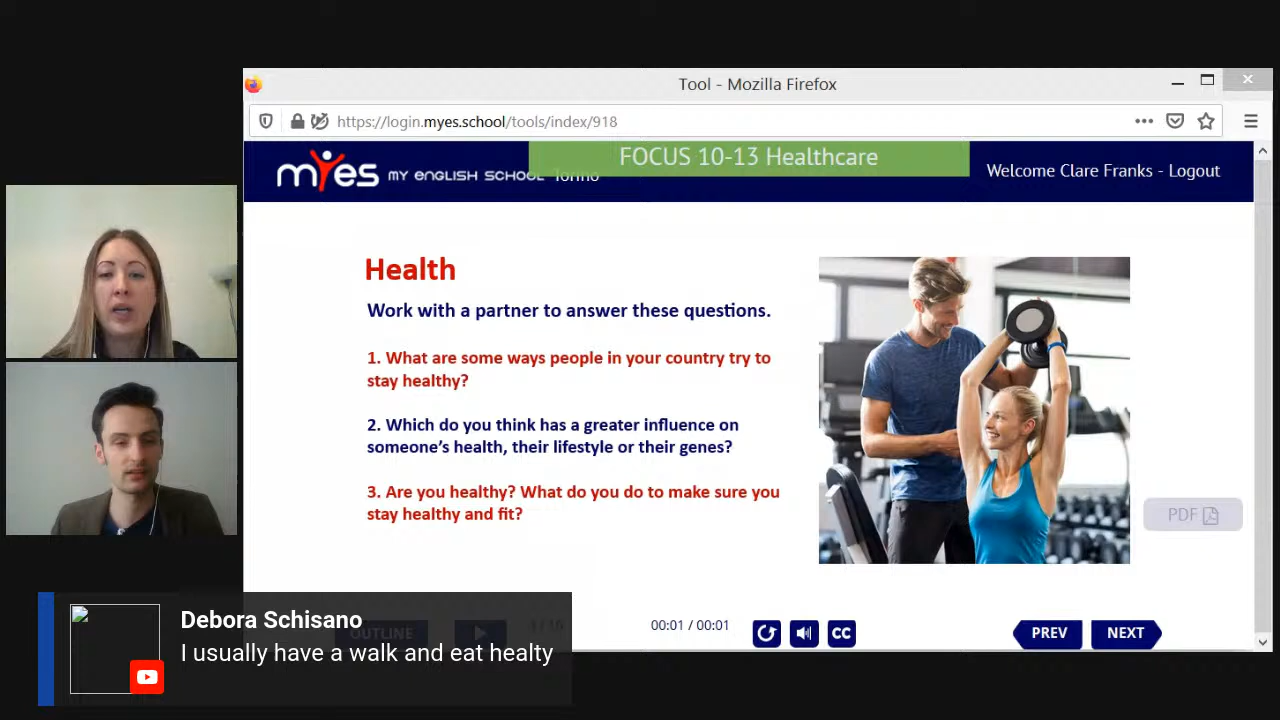 Tool - Mozilla Firefox
https://login.myes.school/tools/index/918
FOCUS 10-13 Healthcare
myes MY ENGLISH SCHOOL Torino
Welcome Clare Franks - Logout
Health
Work with a partner to answer these questions.
1. What are some ways people in your country try to
stay healthy?
2. Which do you think has a greater influence on
someone's health, their lifestyle or their genes?
3. Are you healthy? What do you do to make sure you
stay healthy and fit?
PDF
OUTLINE
00:01 / 00:01
CC
PREV
NEXT
Debora Schisano
I usually have a walk and eat healty